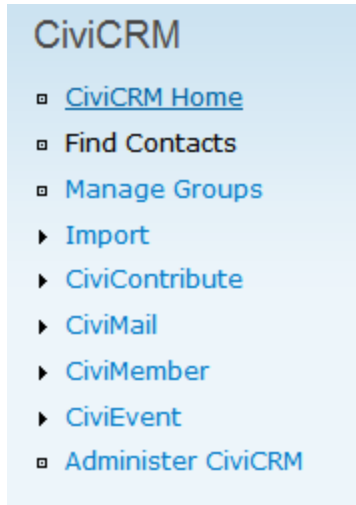 CiviCRM
CiviCRM Home
Find Contacts
Manage Groups
Import
CiviContribute
CiviMail
CiviMember
CiviEvent
Administer CiviCRM